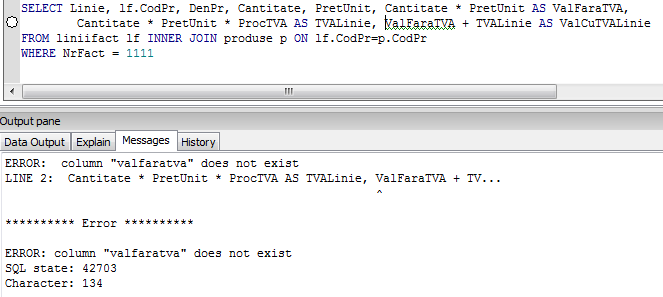 SELECT Linie, lf.CodPr, DenPr, Cantitate, PretUnit, Cantitate * PretUnit AS ValFaraTVA,
Cantitate * PretUnit * ProcTVA AS TVALinie, ValFaraTVA + TVALinie AS ValCuTVALinie
FROM liniifact lf INNER JOIN produse p ON lf.CodPr=p.CodPr
WHERE NrFact = 1111
Output pane
Data Output Explain Messages History
ERROR:  column "valfaratva" does not exist
LINE 2:  Cantitate * PretUnit * ProcTVA AS TVALinie, ValFaraTVA + TV...
^
********** Error **********
ERROR: column "valfaratva" does not exist
SQL state: 42703
Character: 134